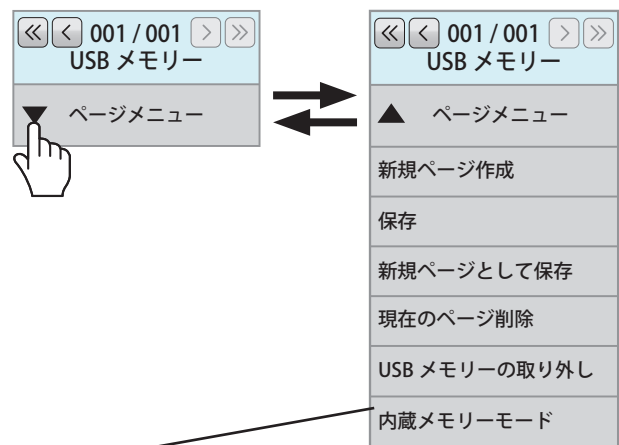 001 / 001
USB メモリー
ページメニュー
001 / 001
USB メモリー
ページメニュー
新規ページ作成
保存
新規ページとして保存
現在のページ削除
USB メモリーの取り外し
内蔵メモリーモード